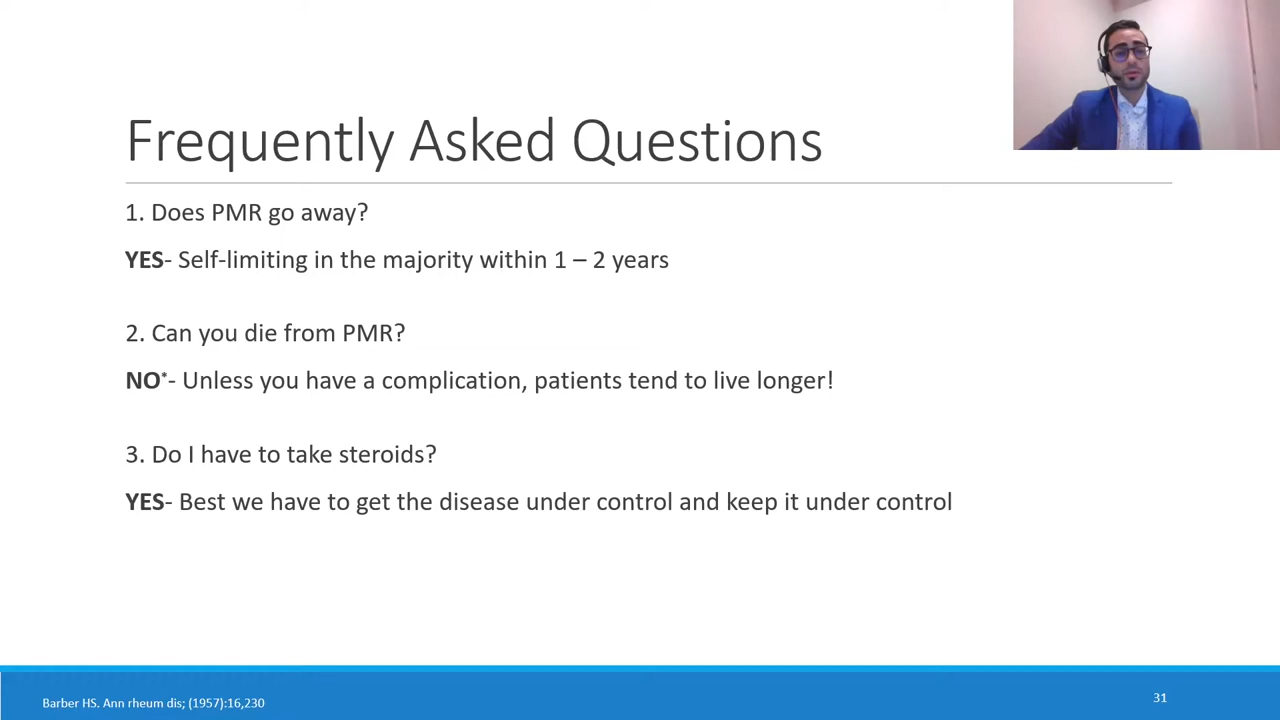 Frequently Asked Questions
1. Does PMR go away?
YES- Self-limiting in the majority within 1 – 2 years
2. Can you die from PMR?
NO*- Unless you have a complication, patients tend to live longer!
3. Do I have to take steroids?
YES- Best we have to get the disease under control and keep it under control
Barber HS. Ann rheum dis; (1957):16,230
31